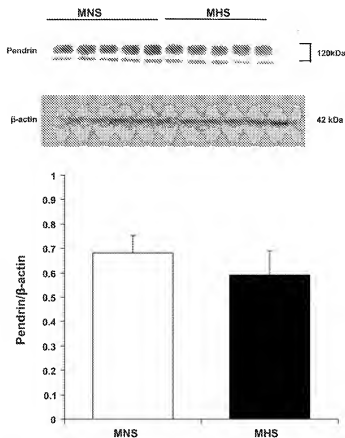 MNS MHS
Pendrin 120kDa
β-actin 42 kDa
Pendrin/β-actin
1
0.9
0.8
0.7
0.6
0.5
0.4
0.3
0.2
0.1
0
MNS MHS